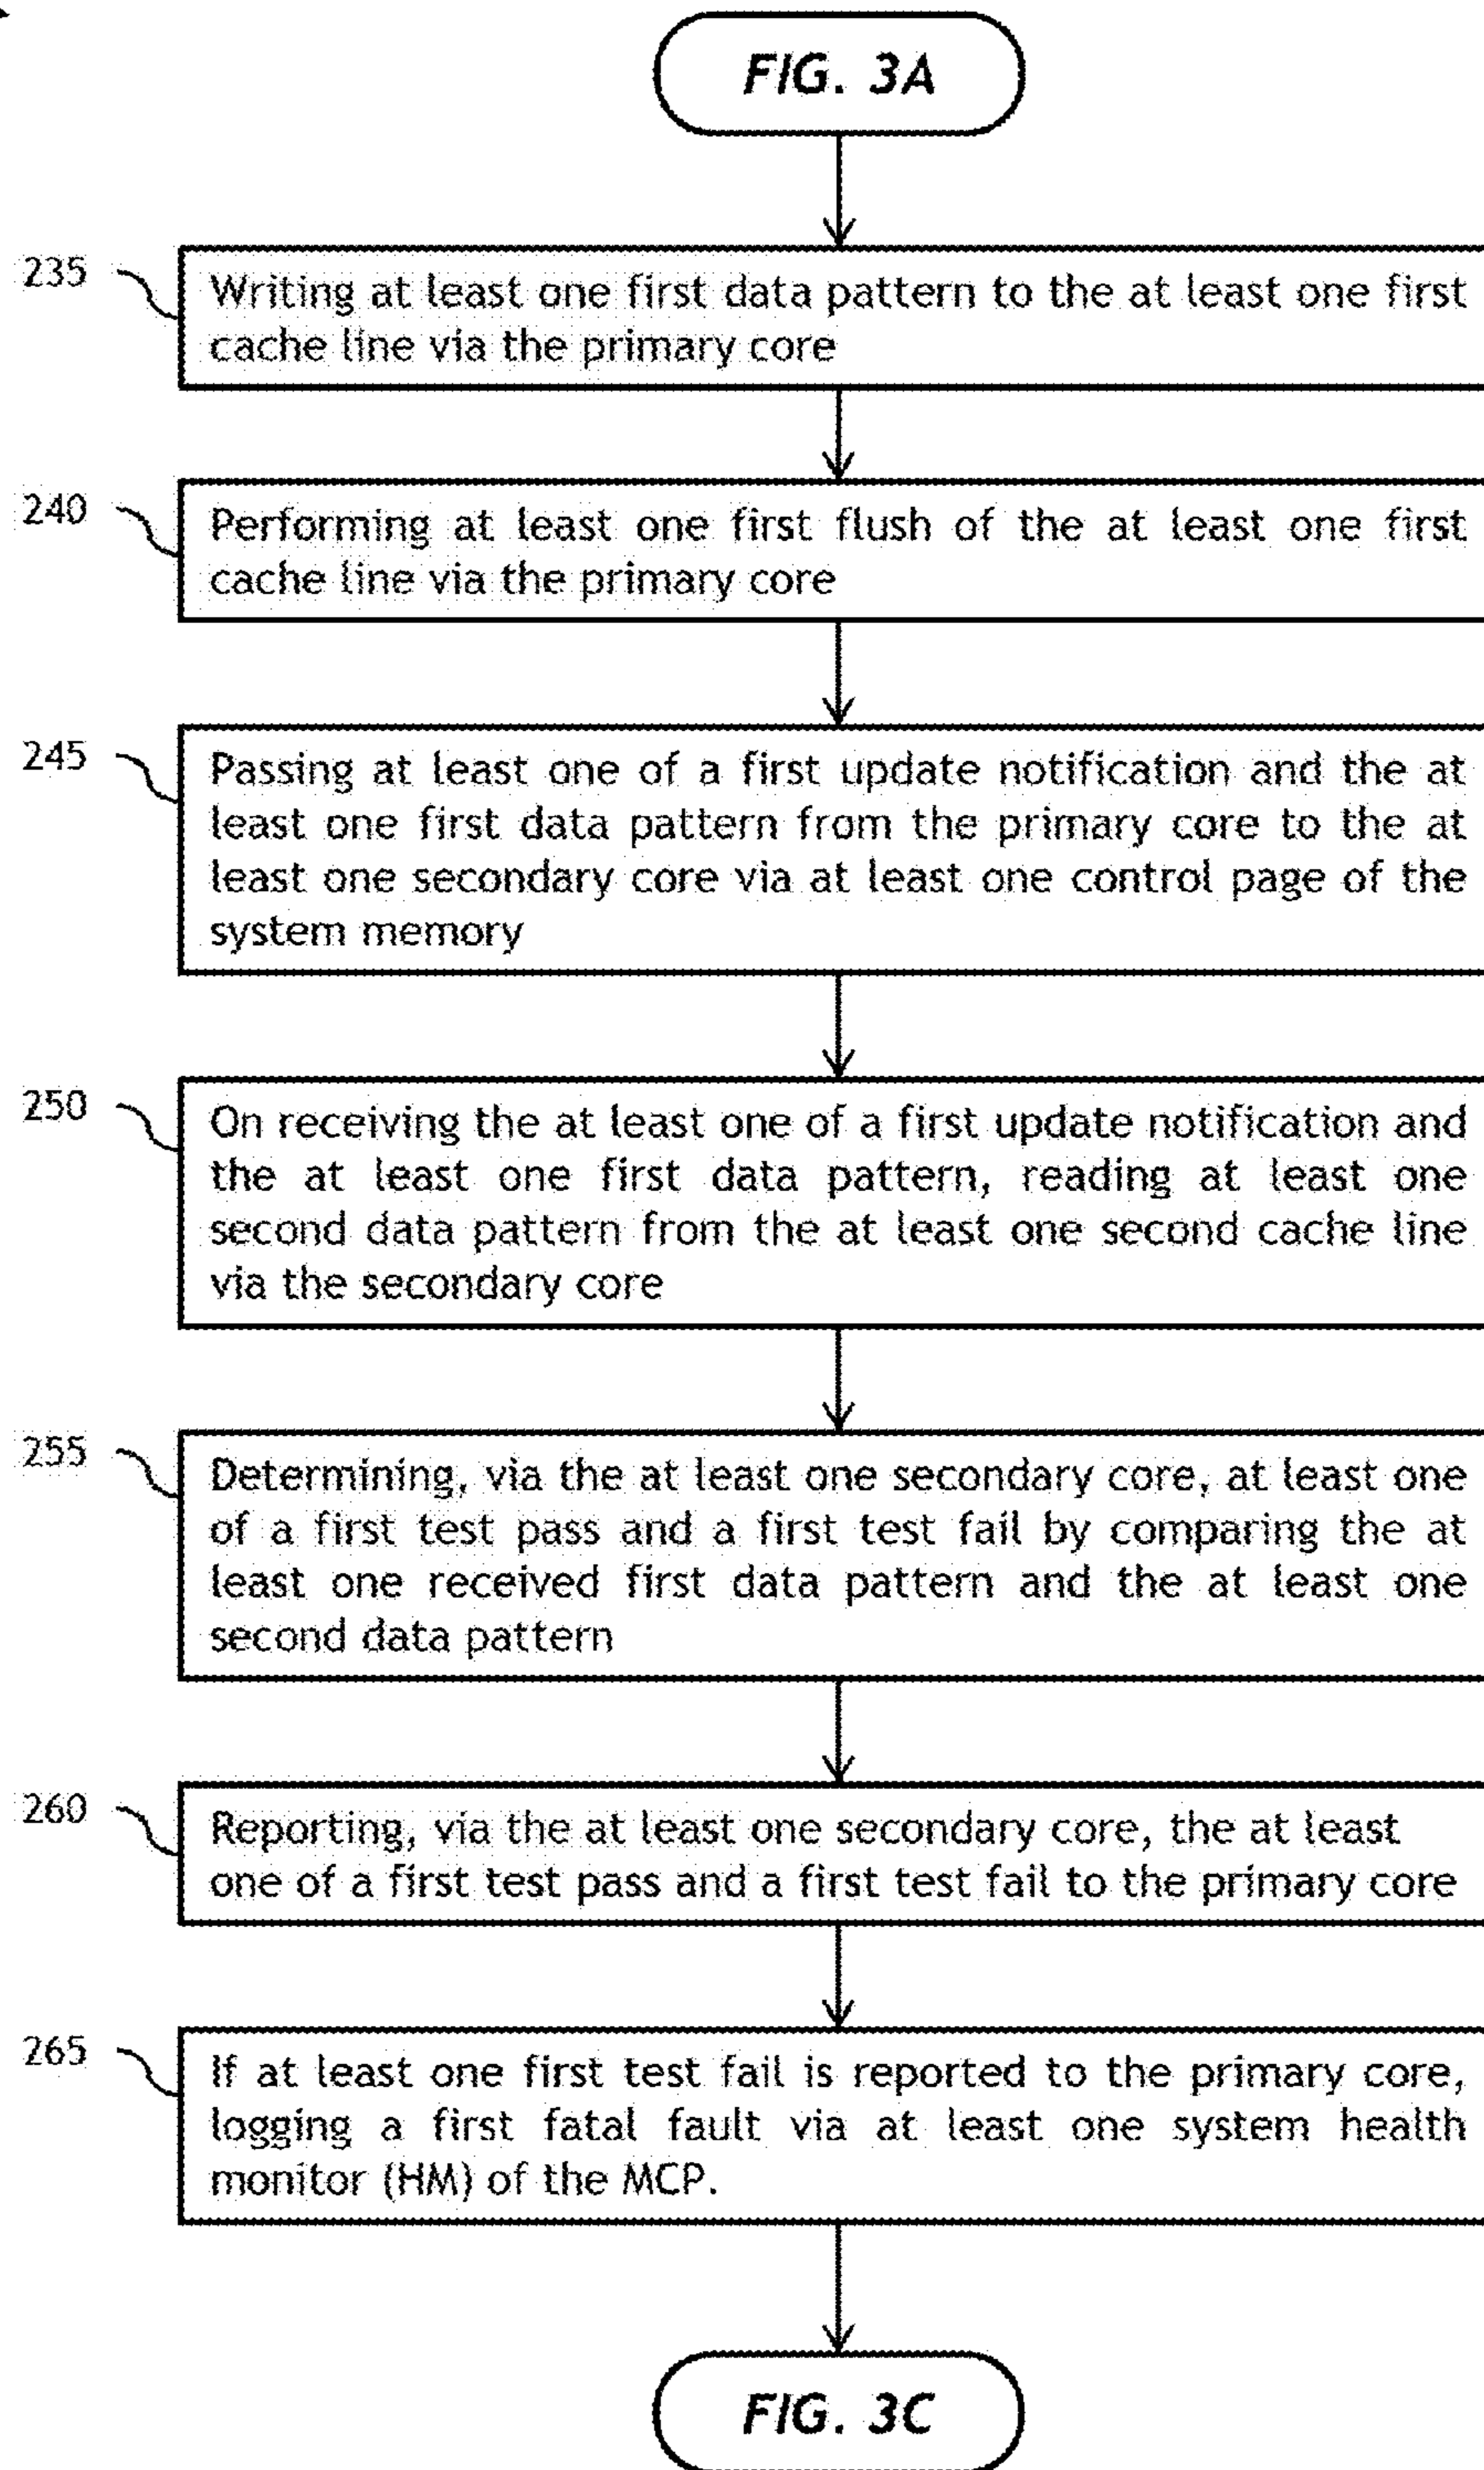 FIG. 3A
235
Writing at least one first data pattern to the at least one first
cache line via the primary core
240
Performing at least one first flush of the at least one first
cache line via the primary core
245
Passing at least one of a first update notification and the at
least one first data pattern from the primary core to the at
least one secondary core via at least one control page of the
system memory
250
On receiving the at least one of a first update notification and
the at least one first data pattern, reading at least one
second data pattern from the at least one second cache line
via the secondary core
255
Determining, via the at least one secondary core, at least one
of a first test pass and a first test fail by comparing the at
least one received first data pattern and the at least one
second data pattern
260
Reporting, via the at least one secondary core, the at least
one of a first test pass and a first test fail to the primary core
265
If at least one first test fail is reported to the primary core,
logging a first fatal fault via at least one system health
monitor (HM) of the MCP.
FIG. 3C